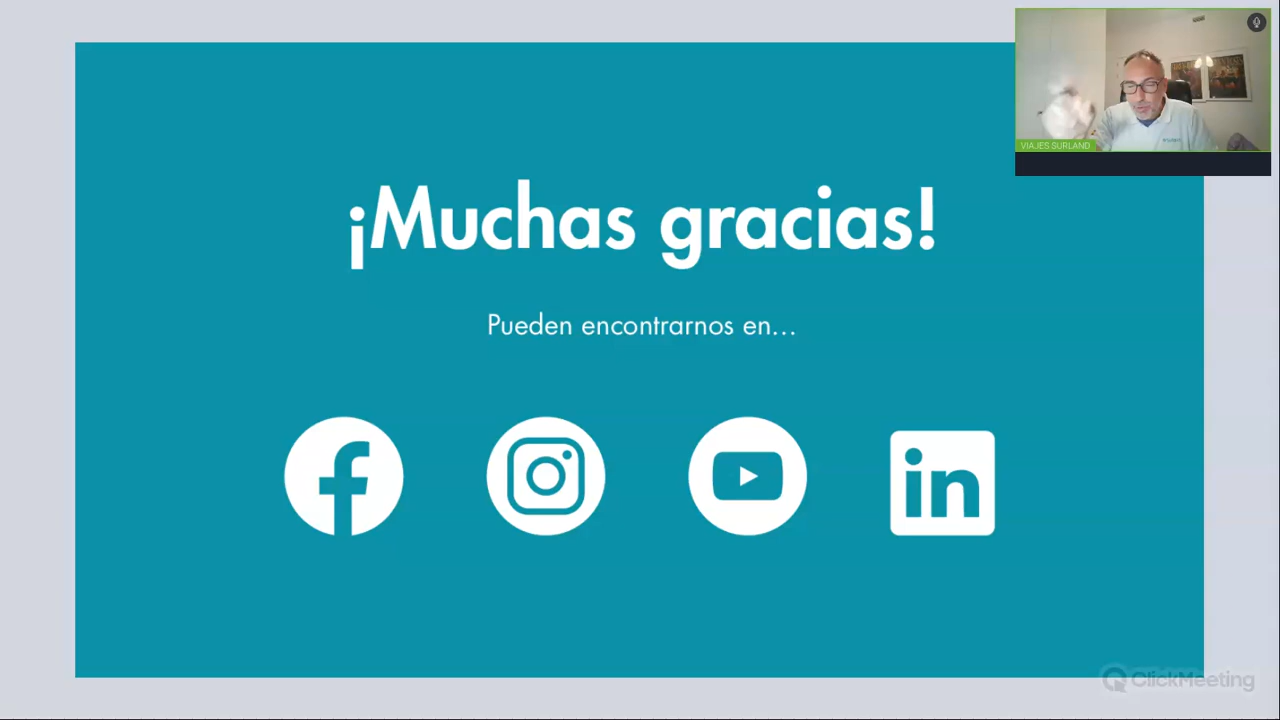 ¡Muchas gracias!
Pueden encontrarnos en...
in
VIAJES SURLAND
ClickMeeting